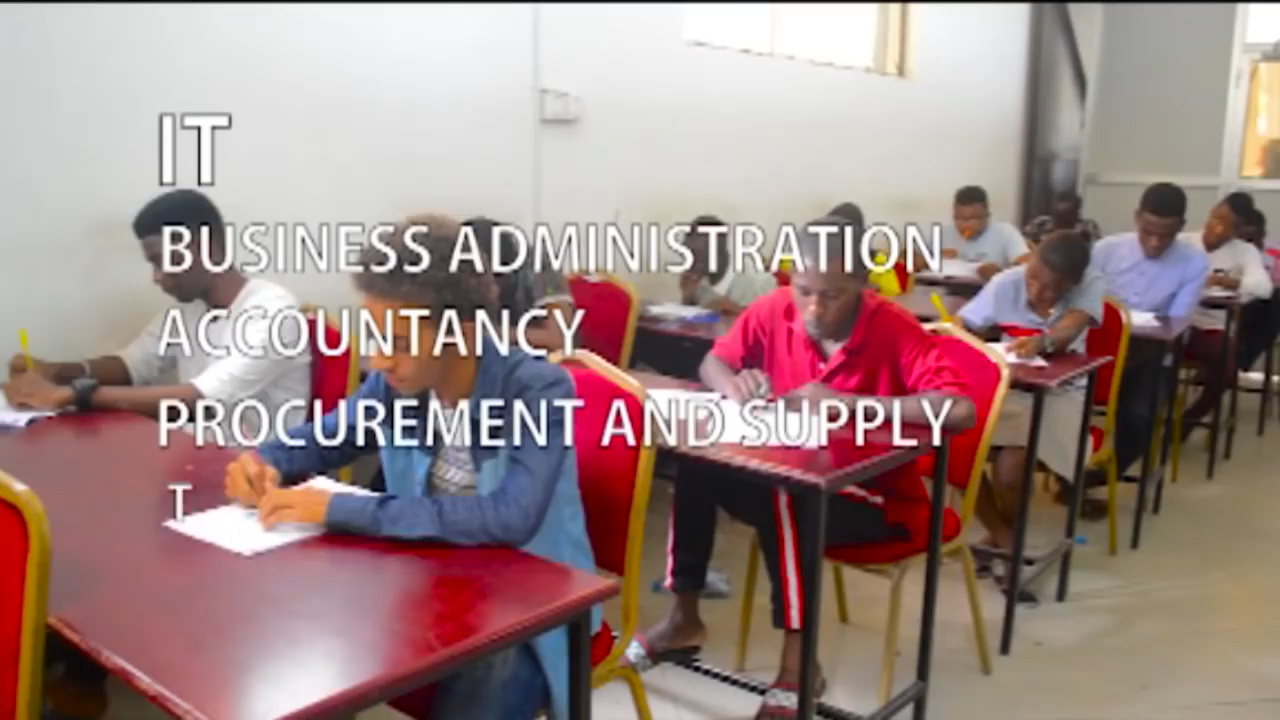 IT
BUSINESS ADMINISTRATION
ACCOUNTANCY
PROCUREMENT AND SUPPLY
T